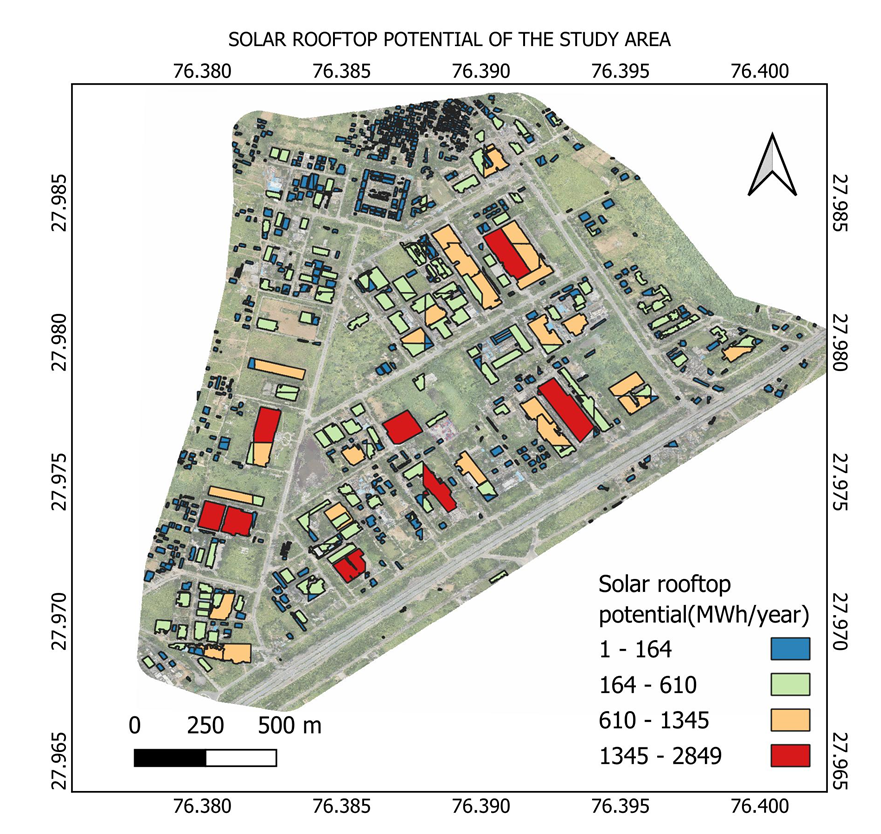 SOLAR ROOFTOP POTENTIAL OF THE STUDY AREA
76.380 76.385 76.390 76.395 76.400
27.985 27.985
27.980 27.980
27.975 27.975
27.970 27.970
27.965 27.965
Solar rooftop
potential(MWh/year)
1 - 164
164 - 610
610 - 1345
1345 - 2849
0 250 500 m
76.380 76.385 76.390 76.395 76.400